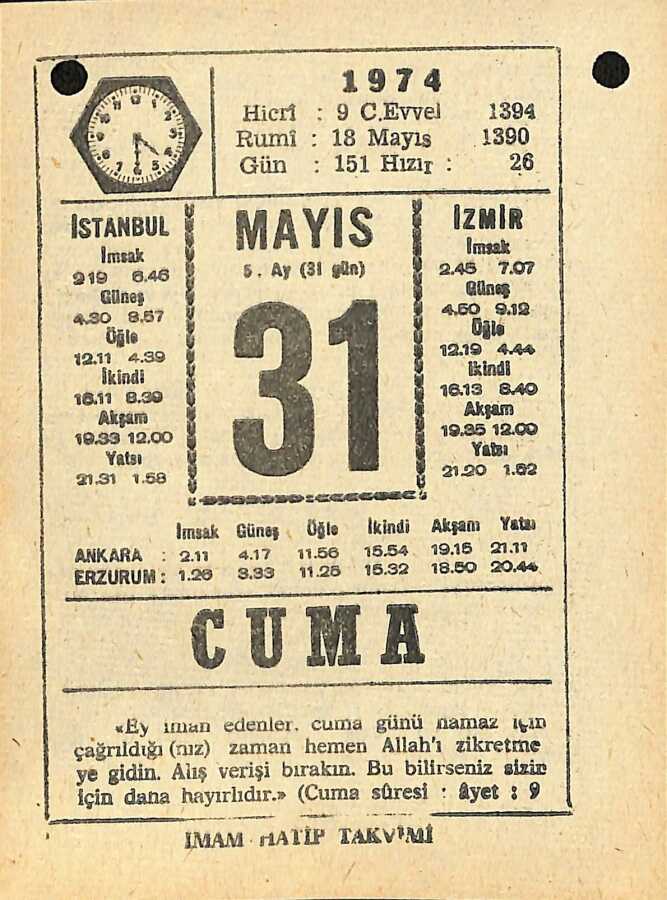 1974
Hicrî : 9 C.Evvel 1394
Rumî : 18 Mayıs 1390
Gün : 151 Hızır : 26
İSTANBUL
İmsak
2 19 6.46
Güneş
4.30 8.57
Öğle
12.11 4.39
İkindi
16.11 8.39
Akşam
19.33 12.00
Yatsı
21.31 1.58
MAYIS
5. Ay (31 gün)
31
İZMİR
İmsak
2.45 7.07
Güneş
4.50 9.12
Öğle
12.19 4.44
İkindi
16.13 8.40
Akşam
19.35 12.00
Yatsı
21.20 1.52
İmsak Güneş Öğle İkindi Akşam Yatsı
ANKARA : 2.11 4.17 11.56 15.54 19.15 21.11
ERZURUM : 1.26 3.33 11.25 15.32 18.50 20.44
CUMA
«Ey iman edenler. cuma günü namaz için
çağrıldığı (nız) zaman hemen Allah'ı zikretme
ye gidin. Alış verişi bırakın. Bu bilirseniz sizin
için daha hayırlıdır.» (Cuma sûresi : âyet : 9
İMAM HATİP TAKVİMİ